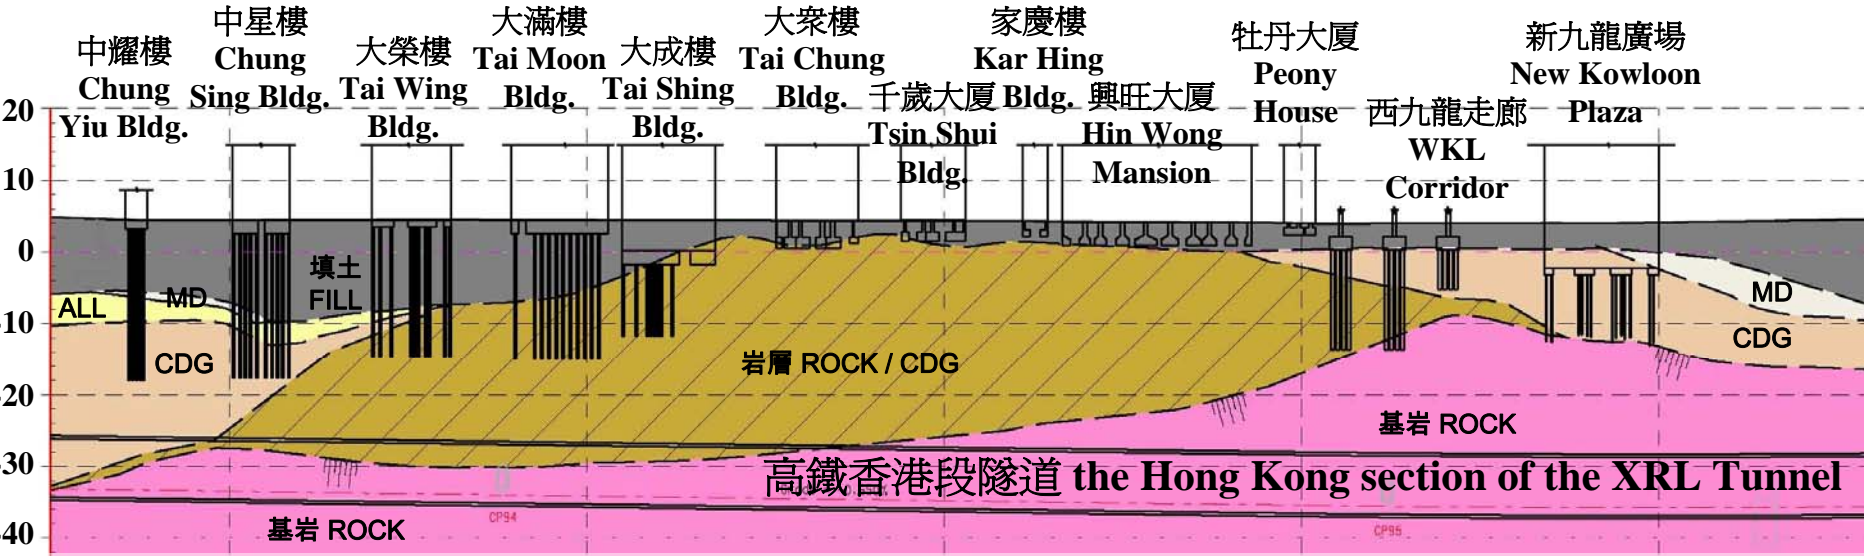 中耀樓
Chung
Yiu Bldg.
中星樓
Chung
Sing Bldg.
大榮樓
Tai Wing
Bldg.
大滿樓
Tai Moon
Bldg.
大成樓
Tai Shing
Bldg.
大衆樓
Tai Chung
Bldg.
千歲大厦
Tsin Shui
Bldg.
家慶樓
Kar Hing
Bldg.
興旺大厦
Hin Wong
Mansion
牡丹大厦
Peony
House
西九龍走廊
WKL
Corridor
新九龍廣場
New Kowloon
Plaza
20
10
0
-10
-20
-30
-40
ALL
MD
填土
FILL
CDG
岩層 ROCK / CDG
MD
CDG
基岩 ROCK
高鐵香港段隧道 the Hong Kong section of the XRL Tunnel
基岩 ROCK
CP94
CP95